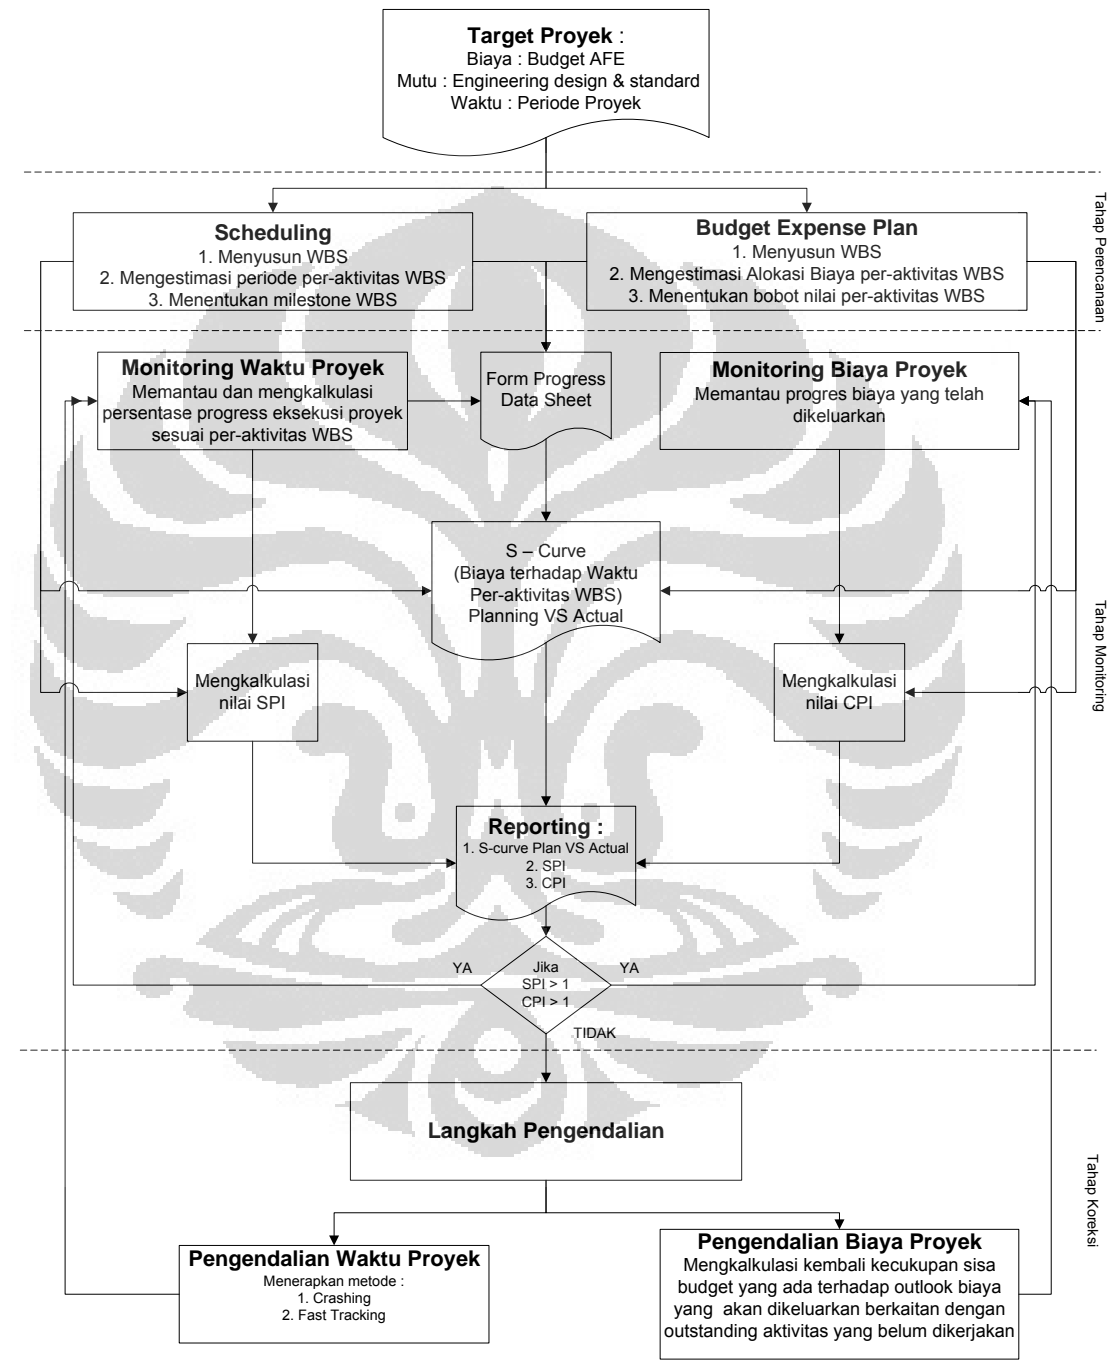 Target Proyek :
Biaya : Budget AFE
Mutu : Engineering design & standard
Waktu : Periode Proyek
Tahap Perencanaan
Scheduling
1. Menyusun WBS
2. Mengestimasi periode per-aktivitas WBS
3. Menentukan milestone WBS
Budget Expense Plan
1. Menyusun WBS
2. Mengestimasi Alokasi Biaya per-aktivitas WBS
3. Menentukan bobot nilai per-aktivitas WBS
Monitoring Waktu Proyek
Memantau dan mengkalkulasi
persentase progress eksekusi proyek
sesuai per-aktivitas WBS
Form Progress
Data Sheet
Monitoring Biaya Proyek
Memantau progres biaya yang telah
dikeluarkan
S – Curve
(Biaya terhadap Waktu
Per-aktivitas WBS)
Planning VS Actual
Tahap Monitoring
Mengkalkulasi
nilai SPI
Mengkalkulasi
nilai CPI
Reporting :
1. S-curve Plan VS Actual
2. SPI
3. CPI
YA
Jika
SPI > 1
CPI > 1
YA
TIDAK
Langkah Pengendalian
Tahap Koreksi
Pengendalian Waktu Proyek
Menerapkan metode :
1. Crashing
2. Fast Tracking
Pengendalian Biaya Proyek
Mengkalkulasi kembali kecukupan sisa
budget yang ada terhadap outlook biaya
yang akan dikeluarkan berkaitan dengan
outstanding aktivitas yang belum dikerjakan